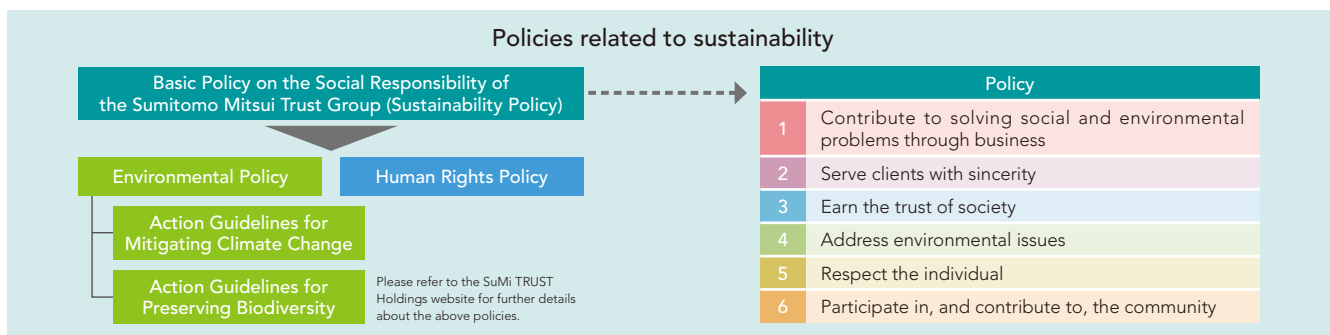 Policies related to sustainability
Basic Policy on the Social Responsibility of
the Sumitomo Mitsui Trust Group (Sustainability Policy)
Environmental Policy
Human Rights Policy
Action Guidelines for
Mitigating Climate Change
Action Guidelines for
Preserving Biodiversity
Please refer to the SuMi TRUST
Holdings website for further details
about the above policies.
Policy
1 Contribute to solving social and environmental
problems through business
2 Serve clients with sincerity
3 Earn the trust of society
4 Address environmental issues
5 Respect the individual
6 Participate in, and contribute to, the community